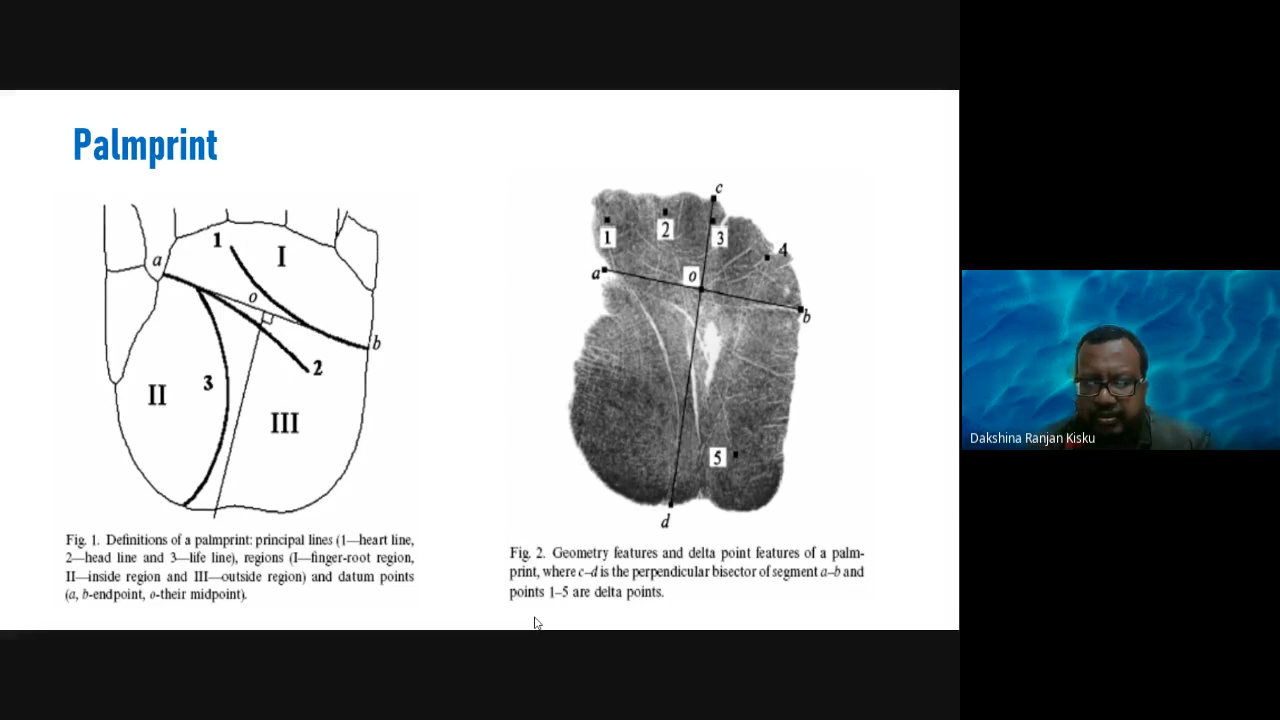 Palmprint
1
I
a
o
b
2
3
II
III
Fig. 1. Definitions of a palmprint: principal lines (1—heart line,
2—head line and 3—life line), regions (I—finger-root region,
II—inside region and III—outside region) and datum points
(a, b-endpoint, o-their midpoint).
c
1
2
3
4
a
o
b
5
d
Fig. 2. Geometry features and delta point features of a palm-
print, where c–d is the perpendicular bisector of segment a–b and
points 1–5 are delta points.
Dakshina Ranjan Kisku